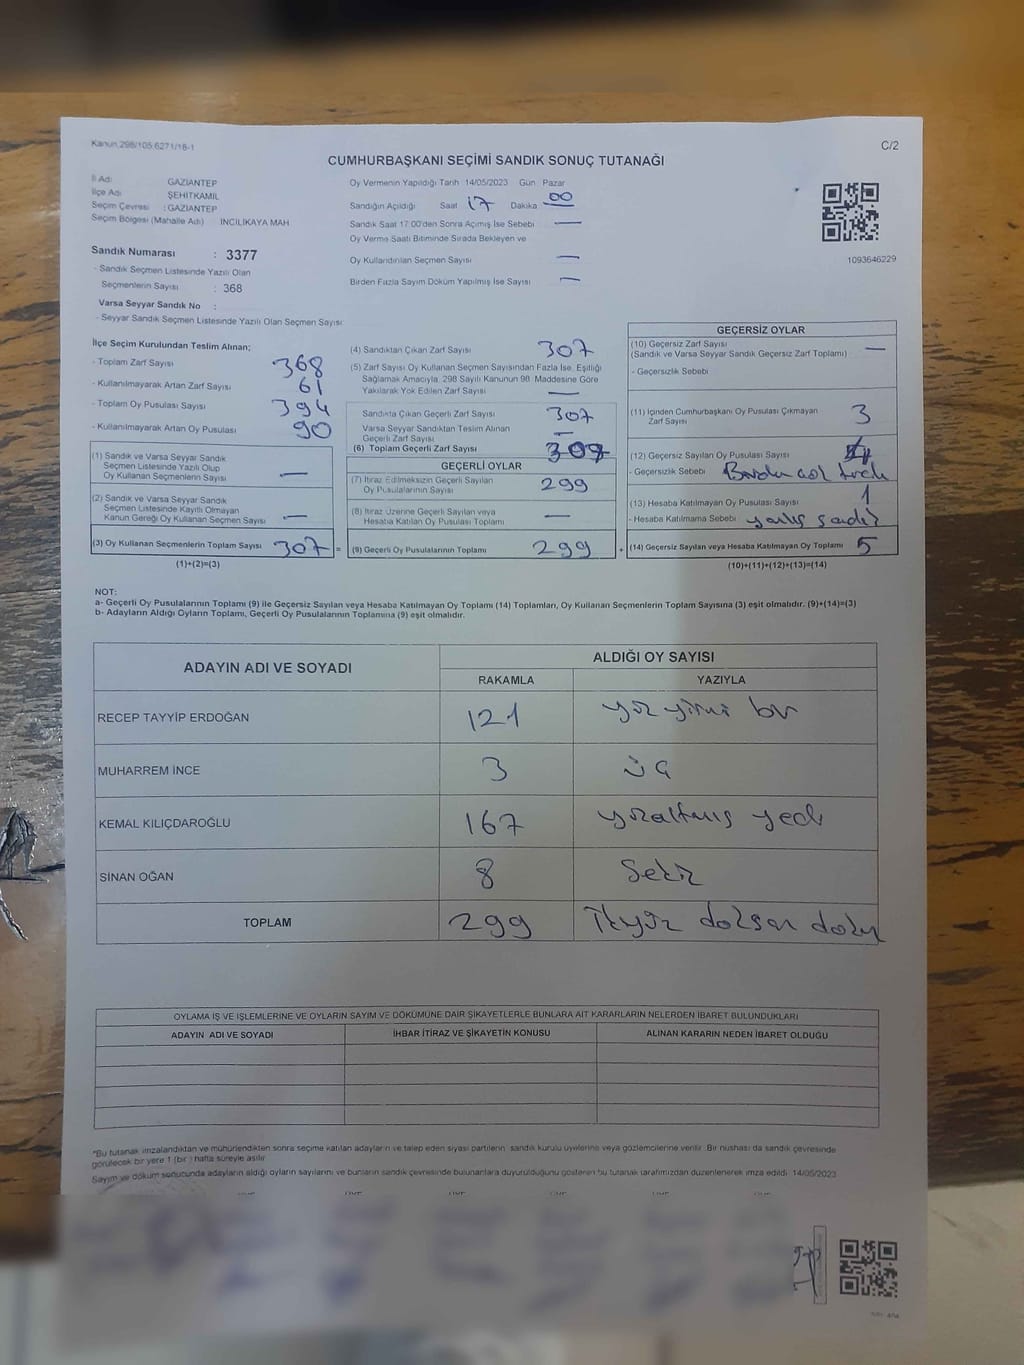 Kanun.298/105.6271/18-1
C/2
CUMHURBAŞKANI SEÇİMİ SANDIK SONUÇ TUTANAĞI
İl Adı GAZİANTEP
İlçe Adı ŞEHİTKAMİL
Seçim Çevresi : GAZİANTEP
Seçim Bölgesi (Mahalle Adı) İNCİLİKAYA MAH.
Sandık Numarası : 3377
- Sandık Seçmen Listesinde Yazılı Olan
Seçmenlerin Sayısı : 368
Varsa Seyyar Sandık No :
- Seyyar Sandık Seçmen Listesinde Yazılı Olan Seçmen Sayısı:
Oy Vermenin Yapıldığı Tarih 14/05/2023 Gün Pazar
Sandığın Açıldığı Saat 17 Dakika 00
Sandık Saat 17:00'den Sonra Açmış İse Sebebi —
Oy Verme Saati Bitiminde Sırada Bekleyen ve
Oy Kullandırılan Seçmen Sayısı —
Birden Fazla Sayım Döküm Yapılmış İse Sayısı —
1093646229
İlçe Seçim Kurulundan Teslim Alınan;
- Toplam Zarf Sayısı 368
- Kullanılmayarak Artan Zarf Sayısı 61
- Toplam Oy Pusulası Sayısı 394
- Kullanılmayarak Artan Oy Pusulası 90
(1) Sandık ve Varsa Seyyar Sandık
Seçmen Listesinde Yazılı Olup
Oy Kullanan Seçmenlerin Sayısı —
(2) Sandık ve Varsa Seyyar Sandık
Seçmen Listesinde Kayıtlı Olmayan
Kanun Gereği Oy Kullanan Seçmen Sayısı —
(3) Oy Kullanan Seçmenlerin Toplam Sayısı 307 =
(1)+(2)=(3)
(4) Sandıktan Çıkan Zarf Sayısı 307
(5) Zarf Sayısı Oy Kullanan Seçmen Sayısından Fazla İse, Eşitliği
Sağlamak Amacıyla, 298 Sayılı Kanunun 98. Maddesine Göre
Yakılarak Yok Edilen Zarf Sayısı —
Sandıkta Çıkan Geçerli Zarf Sayısı 307
Varsa Seyyar Sandıktan Teslim Alınan
Geçerli Zarf Sayısı —
(6) Toplam Geçerli Zarf Sayısı 307
GEÇERLİ OYLAR
(7) İtiraz Edilmeksizin Geçerli Sayılan
Oy Pusulalarının Sayısı 299
(8) İtiraz Üzerine Geçerli Sayılan veya
Hesaba Katılan Oy Pusulası Toplamı —
(9) Geçerli Oy Pusulalarının Toplamı 299 +
GEÇERSİZ OYLAR
(10) Geçersiz Zarf Sayısı —
(Sandık ve Varsa Seyyar Sandık Geçersiz Zarf Toplamı)
- Geçersizlik Sebebi
(11) İçinden Cumhurbaşkanı Oy Pusulası Çıkmayan
Zarf Sayısı 3
(12) Geçersiz Sayılan Oy Pusulası Sayısı
- Geçersizlik Sebebi
(13) Hesaba Katılmayan Oy Pusulası Sayısı 1
- Hesaba Katılmama Sebebi yanlış sandık
(14) Geçersiz Sayılan veya Hesaba Katılmayan Oy Toplamı 5
(10)+(11)+(12)+(13)=(14)
NOT:
a- Geçerli Oy Pusulalarının Toplamı (9) ile Geçersiz Sayılan veya Hesaba Katılmayan Oy Toplamı (14) Toplamları, Oy Kullanan Seçmenlerin Toplam Sayısına (3) eşit olmalıdır. (9)+(14)=(3)
b- Adayların Aldığı Oyların Toplamı, Geçerli Oy Pusulalarının Toplamına (9) eşit olmalıdır.
ADAYIN ADI VE SOYADI ALDIĞI OY SAYISI
RAKAMLA YAZIYLA
RECEP TAYYİP ERDOĞAN 121 yüz yirmi bir
MUHARREM İNCE 3 üç
KEMAL KILIÇDAROĞLU 167 yüzaltmış yedi
SİNAN OĞAN 8 Sekiz
TOPLAM 299 İkiyüz doksan dokuz
OYLAMA İŞ VE İŞLEMLERİNE VE OYLARIN SAYIM VE DÖKÜMÜNE DAİR ŞİKAYETLERLE BUNLARA AİT KARARLARIN NELERDEN İBARET BULUNDUKLARI
ADAYIN ADI VE SOYADI İHBAR İTİRAZ VE ŞİKAYETİN KONUSU ALINAN KARARIN NEDEN İBARET OLDUĞU
"Bu tutanak imzalandıktan ve mühürlendikten sonra seçime katılan adayların ve talep eden siyasi partilerin sandık kurulu üyelerine veya gözlemcilerine verilir. Bir nüshası da sandık çevresinde
görülecek bir yere 1 (bir) hafta süreyle asılır.
Sayım ve döküm sonucunda adayların aldığı oyların sayılarını ve bunların sandık çevresinde bulunanlara duyurulduğunu gösteren bu tutanak tarafımızdan düzenlenerek imza edildi. 14/05/2023